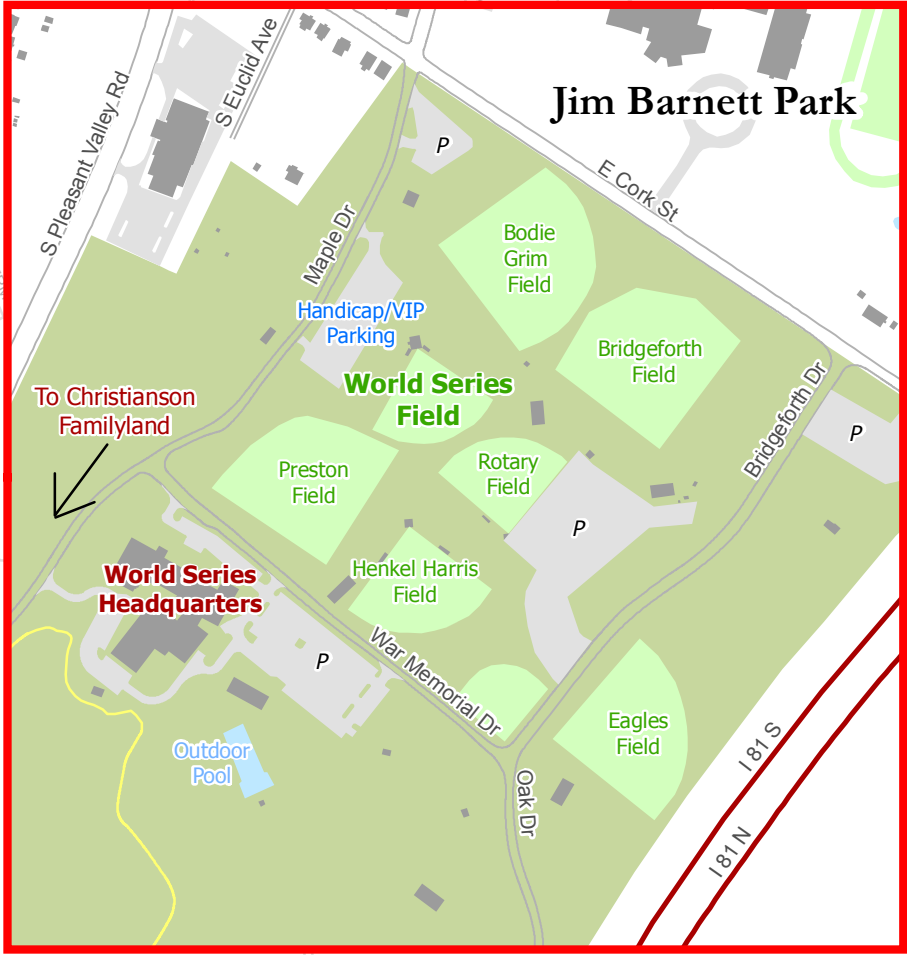 Jim Barnett Park
S Pleasant Valley Rd
S Euclid Ave
P
E Cork St
Maple Dr
Bodie
Grim
Field
Handicap/VIP
Parking
Bridgeforth
Field
World Series
Field
To Christianson
Familyland
Bridgeforth Dr
P
Preston
Field
Rotary
Field
P
Henkel Harris
Field
World Series
Headquarters
War Memorial Dr
P
Eagles
Field
Outdoor
Pool
Oak Dr
I 81 S
I 81 N